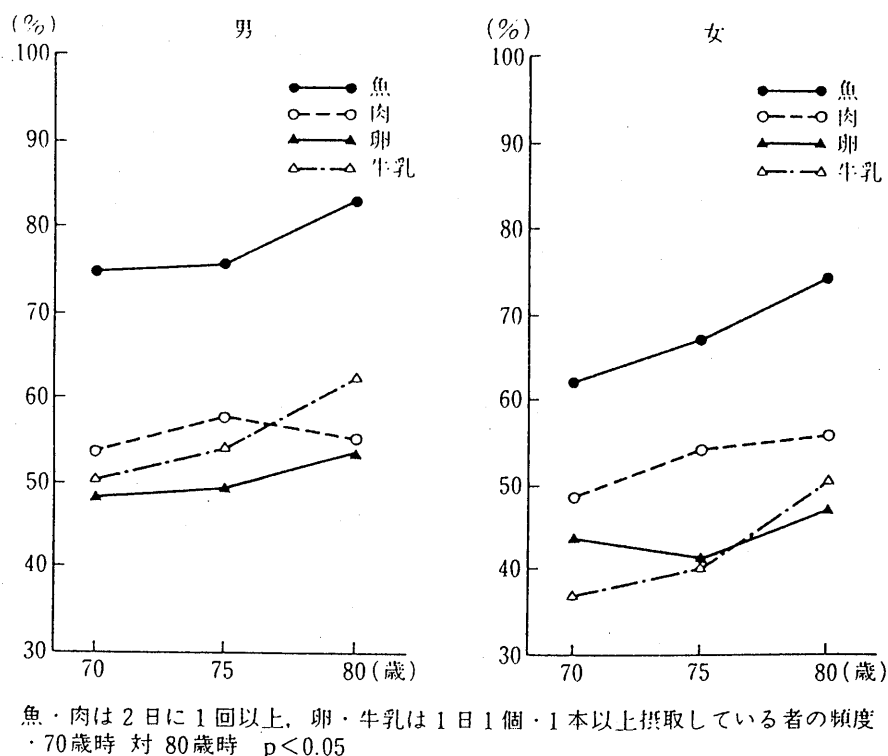 (%)
男
100
90
80
70
60
50
40
30
70
75
80(歳)
魚
肉
卵
牛乳
(%)
女
100
90
80
70
60
50
40
30
70
75
80(歳)
魚
肉
卵
牛乳
魚・肉は2日に1回以上,卵・牛乳は1日1個・1本以上摂取している者の頻度
・70歳時 対 80歳時 p<0.05